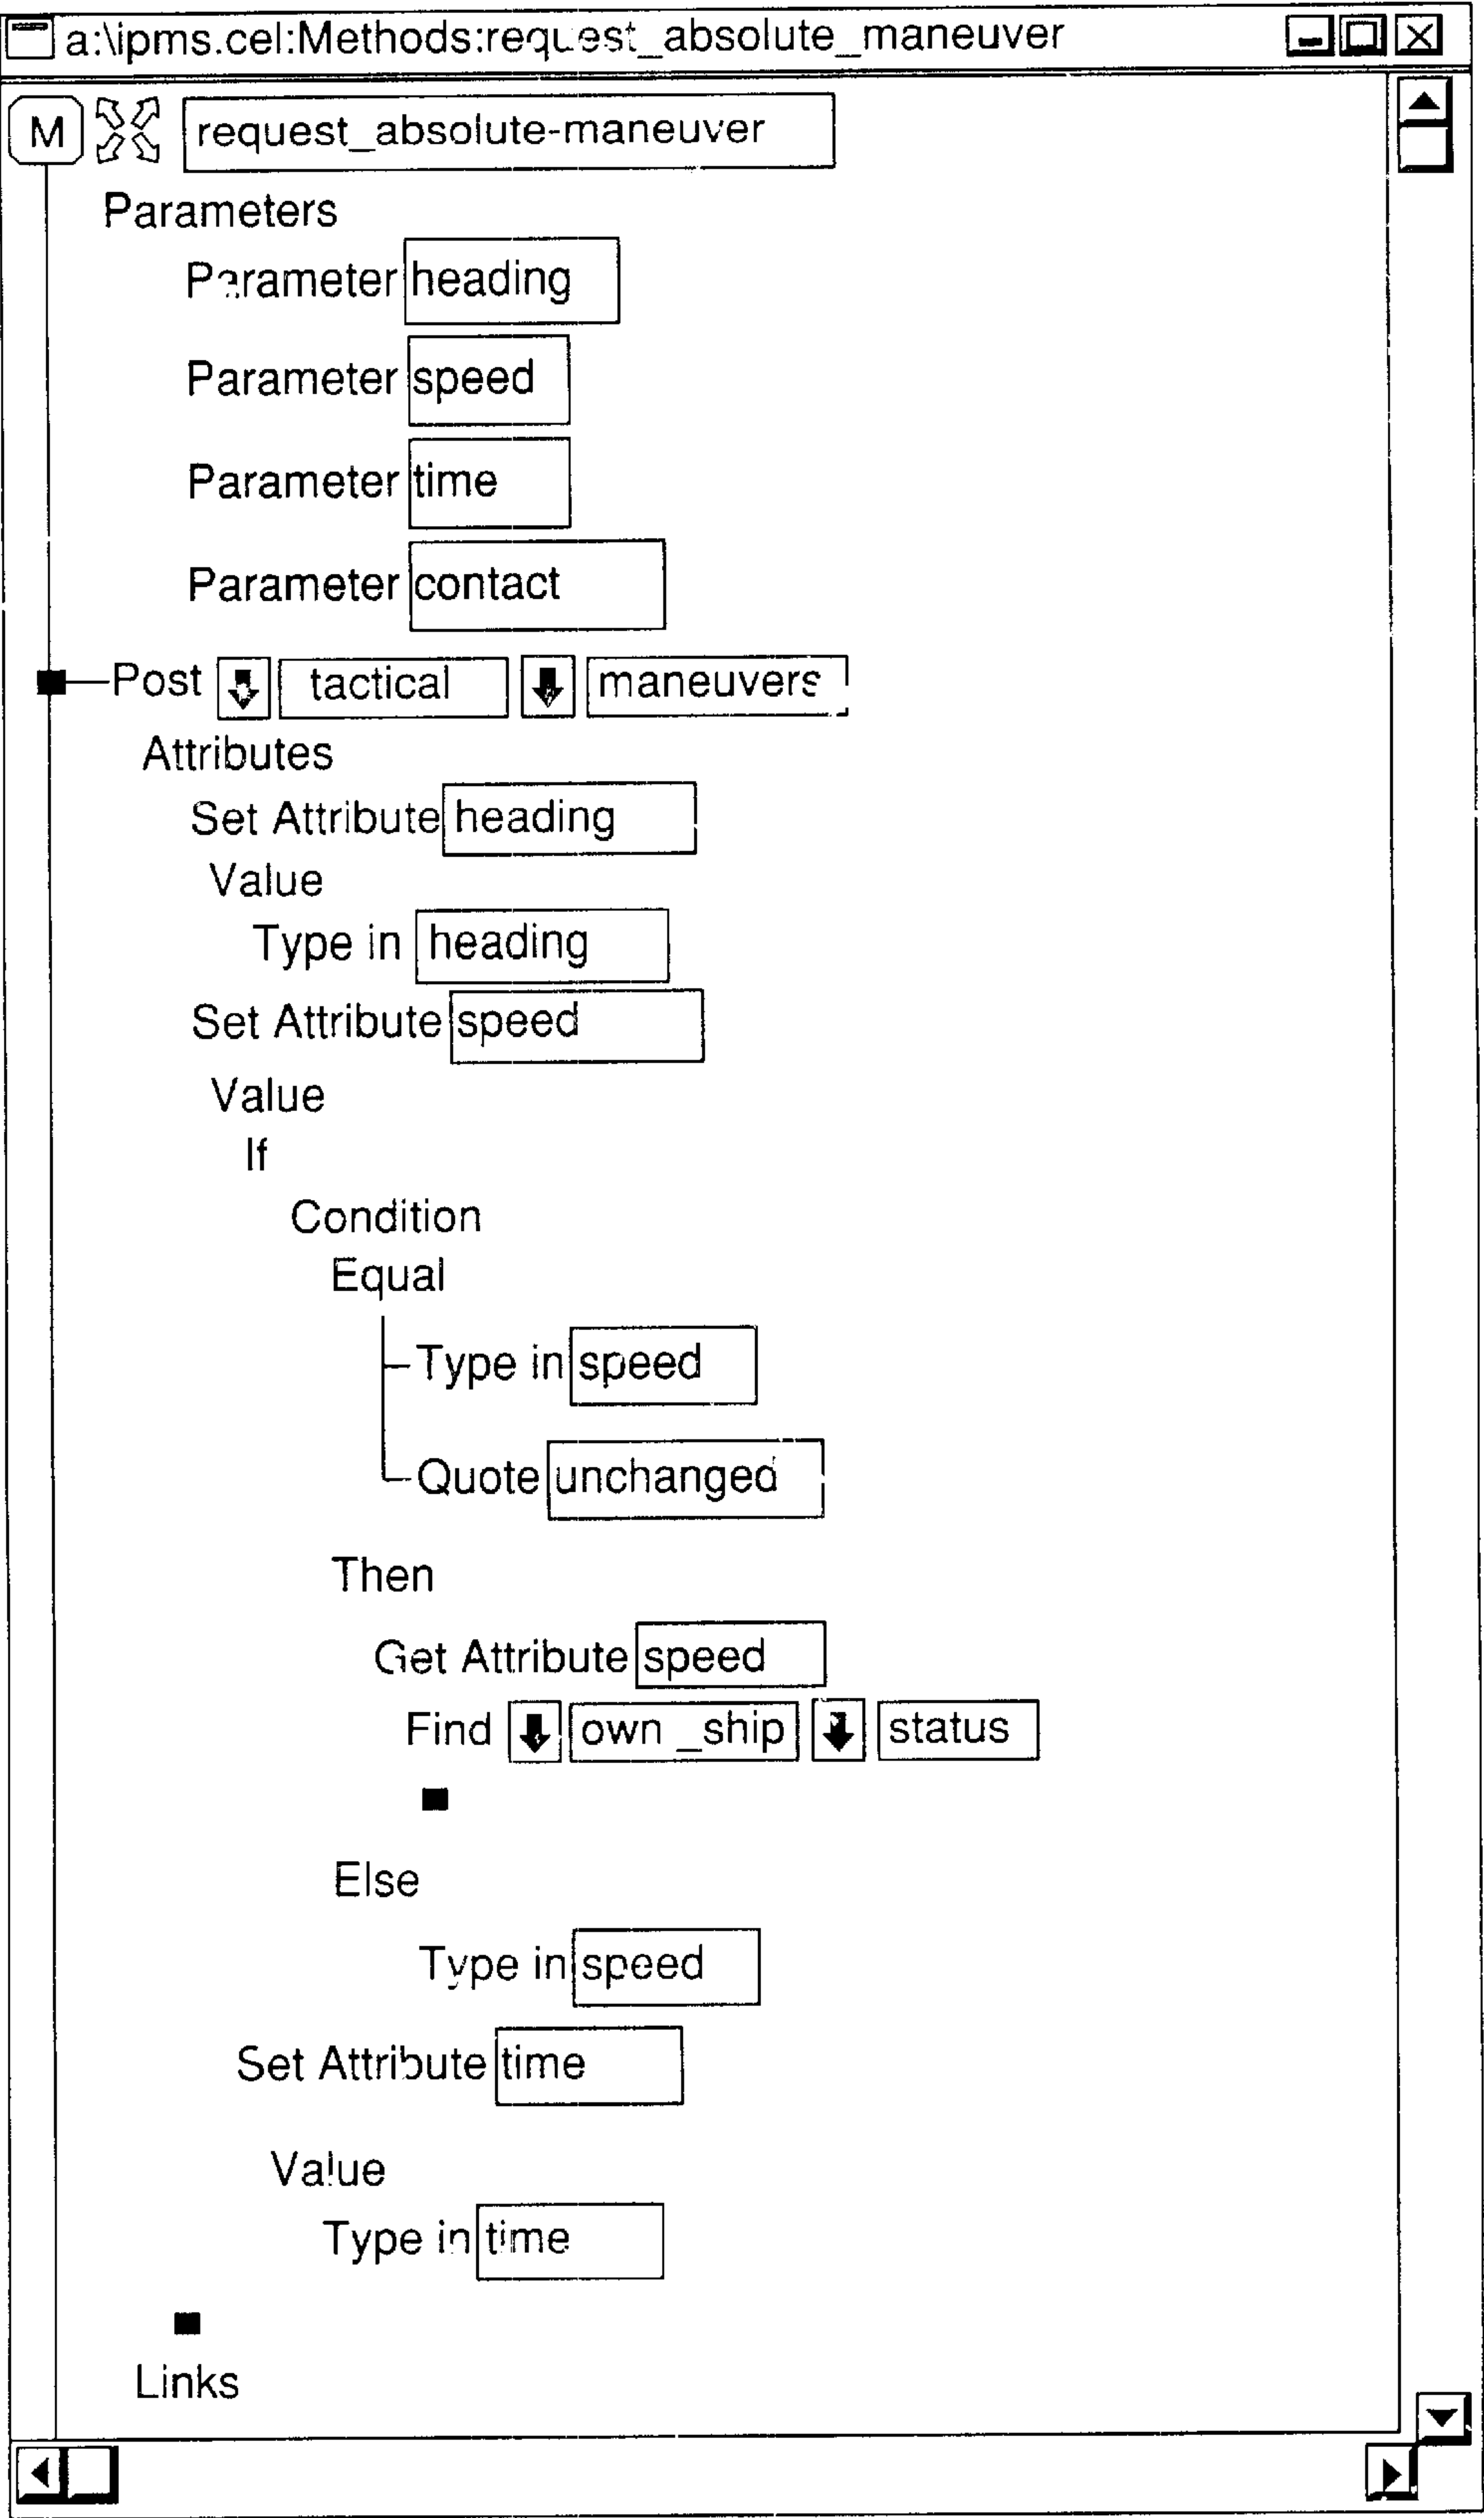 a:\ipms.cel:Methods:request_absolute_maneuver
M request_absolute-maneuver
Parameters
Parameter heading
Parameter speed
Parameter time
Parameter contact
Post tactical maneuvers
Attributes
Set Attribute heading
Value
Type in heading
Set Attribute speed
Value
If
Condition
Equal
Type in speed
Quote unchanged
Then
Get Attribute speed
Find own _ship status
Else
Type in speed
Set Attribute time
Value
Type in time
Links